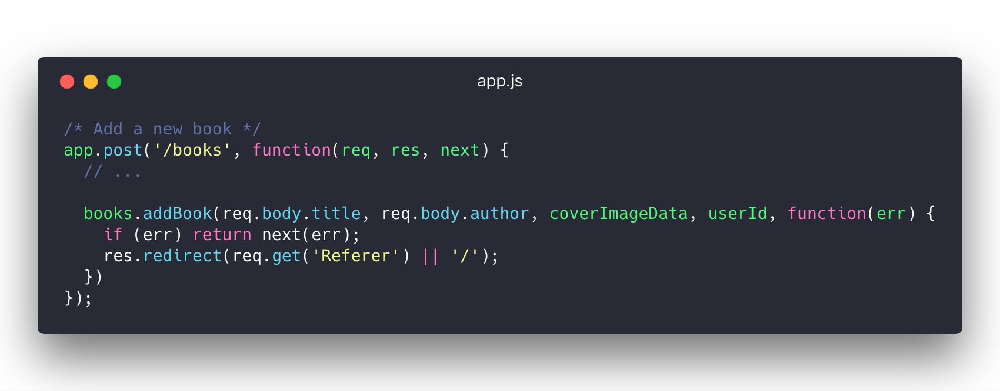 app.js
/* Add a new book */
app.post('/books', function(req, res, next) {
  // ...
  books.addBook(req.body.title, req.body.author, coverImageData, userId, function(err) {
    if (err) return next(err);
    res.redirect(req.get('Referer') || '/');
  })
});